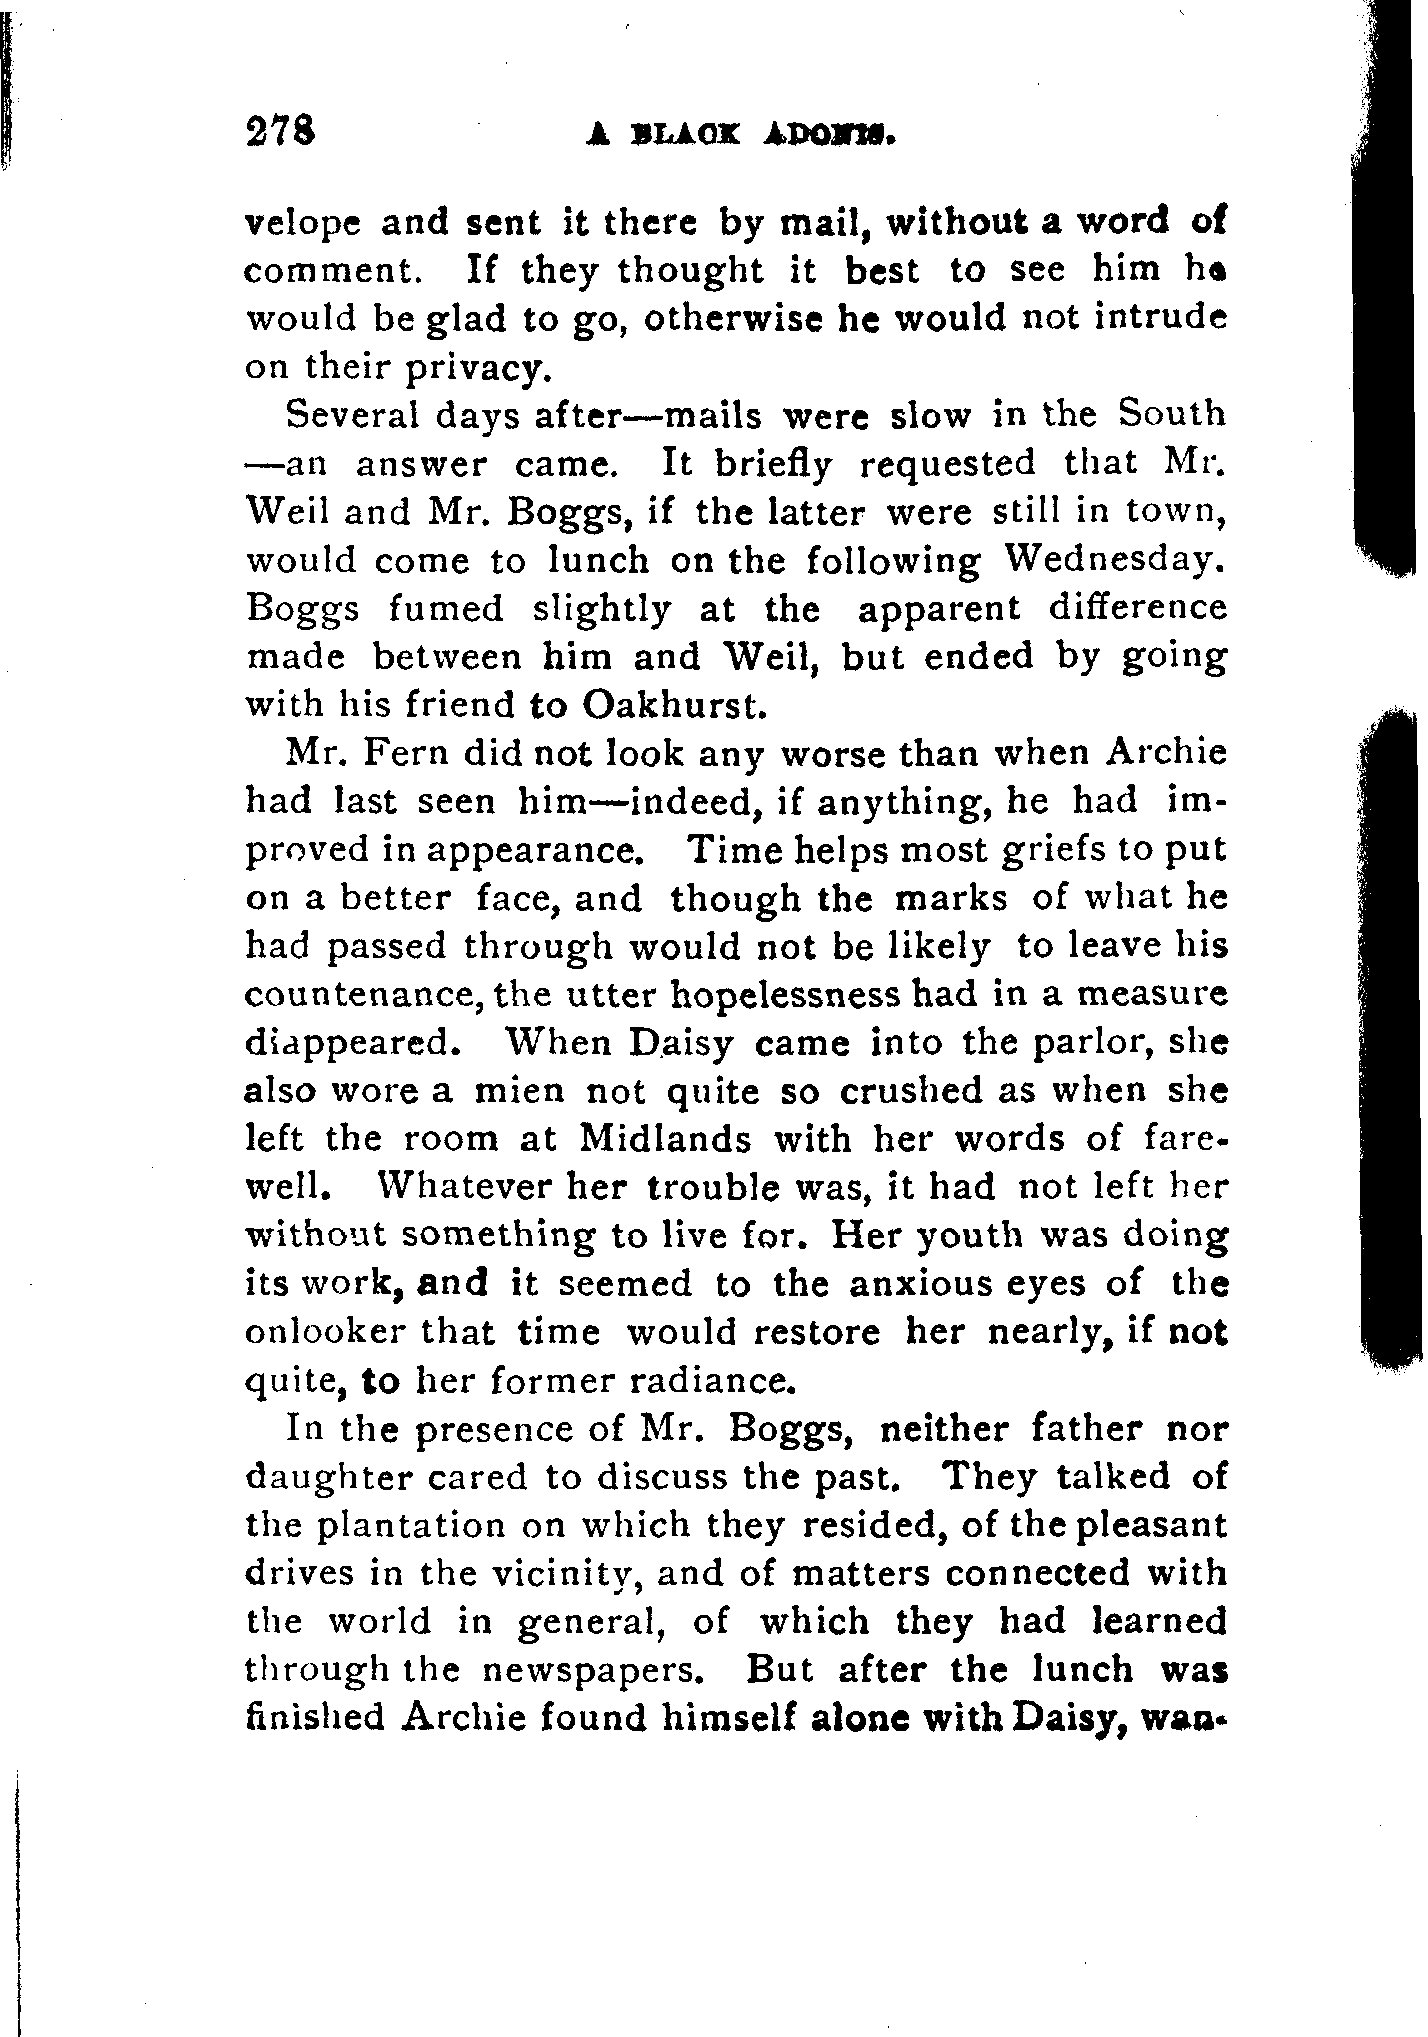 278 A BLACK ADONIS.
velope and sent it there by mail, without a word of
comment. If they thought it best to see him he
would be glad to go, otherwise he would not intrude
on their privacy.
Several days after—mails were slow in the South
—an answer came. It briefly requested that Mr.
Weil and Mr. Boggs, if the latter were still in town,
would come to lunch on the following Wednesday.
Boggs fumed slightly at the apparent difference
made between him and Weil, but ended by going
with his friend to Oakhurst.
Mr. Fern did not look any worse than when Archie
had last seen him—indeed, if anything, he had im-
proved in appearance. Time helps most griefs to put
on a better face, and though the marks of what he
had passed through would not be likely to leave his
countenance, the utter hopelessness had in a measure
diappeared. When Daisy came into the parlor, she
also wore a mien not quite so crushed as when she
left the room at Midlands with her words of fare-
well. Whatever her trouble was, it had not left her
without something to live for. Her youth was doing
its work, and it seemed to the anxious eyes of the
onlooker that time would restore her nearly, if not
quite, to her former radiance.
In the presence of Mr. Boggs, neither father nor
daughter cared to discuss the past. They talked of
the plantation on which they resided, of the pleasant
drives in the vicinity, and of matters connected with
the world in general, of which they had learned
through the newspapers. But after the lunch was
finished Archie found himself alone with Daisy, wan-